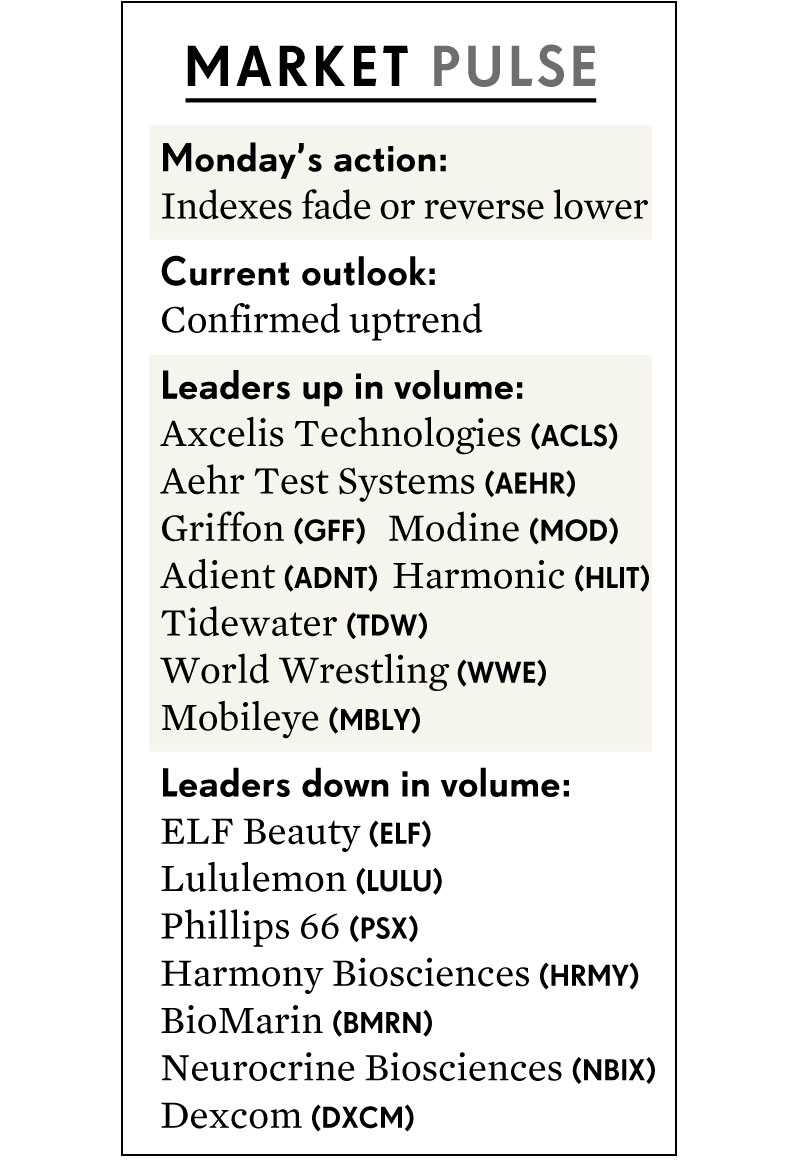 MARKET PULSE
Monday’s action:
Indexes fade or reverse lower
Current outlook:
Confirmed uptrend
Leaders up in volume:
Axcelis Technologies (ACLS)
Aehr Test Systems (AEHR)
Griffon (GFF) Modine (MOD)
Adient (ADNT) Harmonic (HLIT)
Tidewater (TDW)
World Wrestling (WWE)
Mobileye (MBLY)
Leaders down in volume:
ELF Beauty (ELF)
Lululemon (LULU)
Phillips 66 (PSX)
Harmony Biosciences (HRMY)
BioMarin (BMRN)
Neurocrine Biosciences (NBIX)
Dexcom (DXCM)